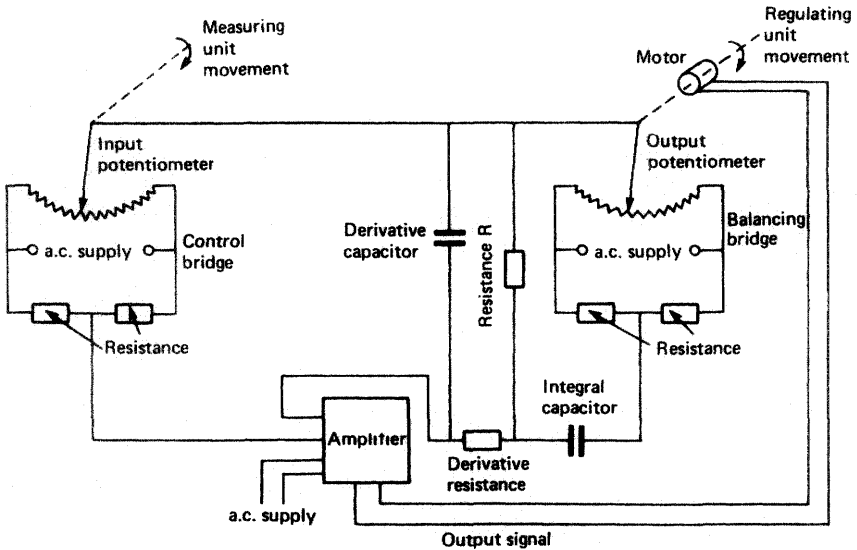 Measuring
unit
movement
Regulating
unit
movement
Motor
Input
potentiometer
Output
potentiometer
Derivative
capacitor
Resistance R
a.c. supply
Control
bridge
a.c. supply
Balancing
bridge
Resistance
Resistance
Integral
capacitor
Amplifier
Derivative
resistance
a.c. supply
Output signal